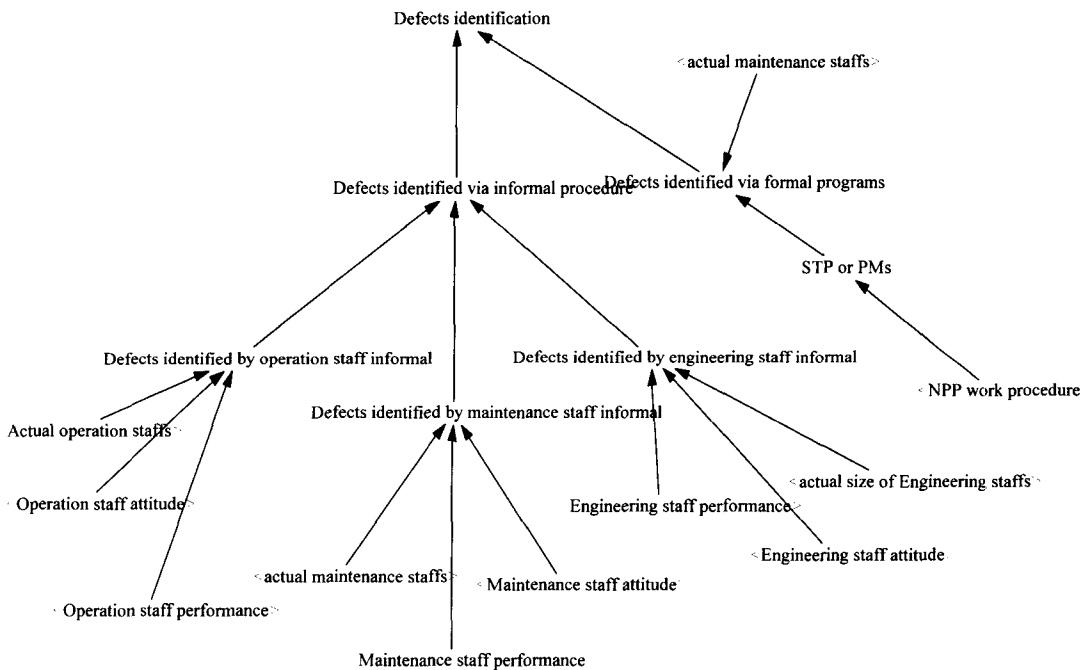 Defects identification
<actual maintenance staffs>
Defects identified via informal procedure
Defects identified via formal programs
STP or PMs
Defects identified by operation staff informal
Defects identified by engineering staff informal
<NPP work procedure
Defects identified by maintenance staff informal
Actual operation staffs>
<actual size of Engineering staffs>
<Operation staff attitude>
Engineering staff performance>
<Engineering staff attitude
<actual maintenance staffs>
<Maintenance staff attitude
<Operation staff performance>
Maintenance staff performance